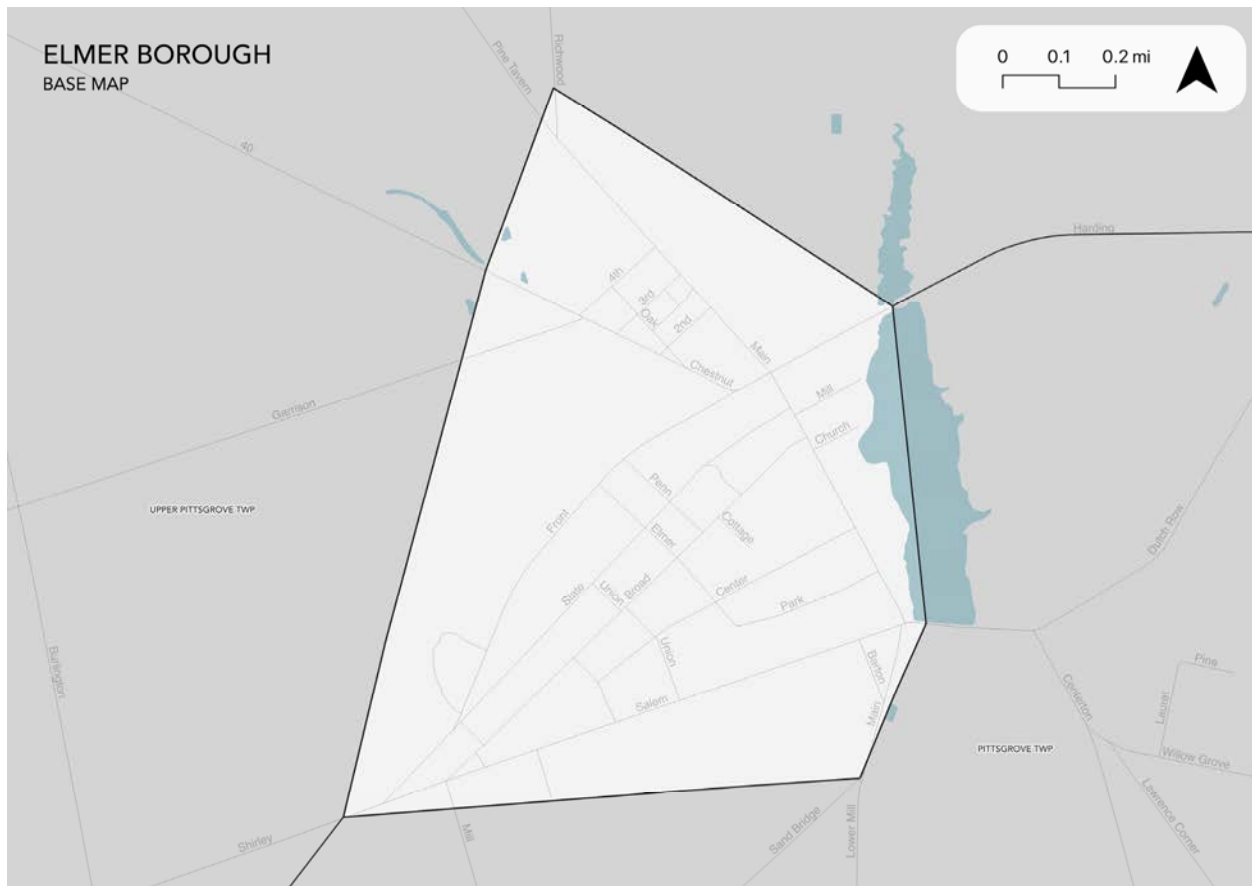 ELMER BOROUGH
BASE MAP
0 0.1 0.2 mi
Pine Tavern
Richwood
40
Harding
4th
3rd
Oak
2nd
Main
Chestnut
Mill
Church
Garrison
Penn
Cottage
Front
Elmer
UPPER PITTSGROVE TWP
Dutch Row
State
Union
Broad
Center
Park
Union
Burlington
Barlon
Salem
Main
Centerton
Pine
Laurel
Willow Grove
PITTSGROVE TWP
Lawrence Corner
Shirley
Mill
Sand Bridge
Lower Mill